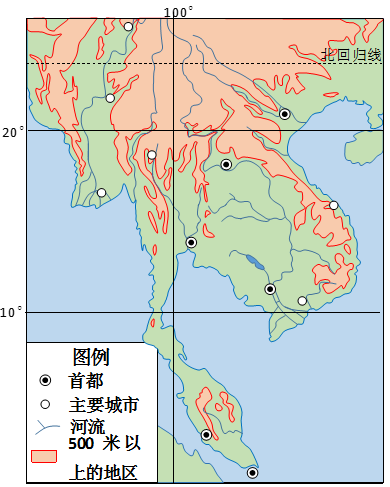 100°
北回归线
20°
10°
图例
首都
主要城市
河流
500 米以
上的地区